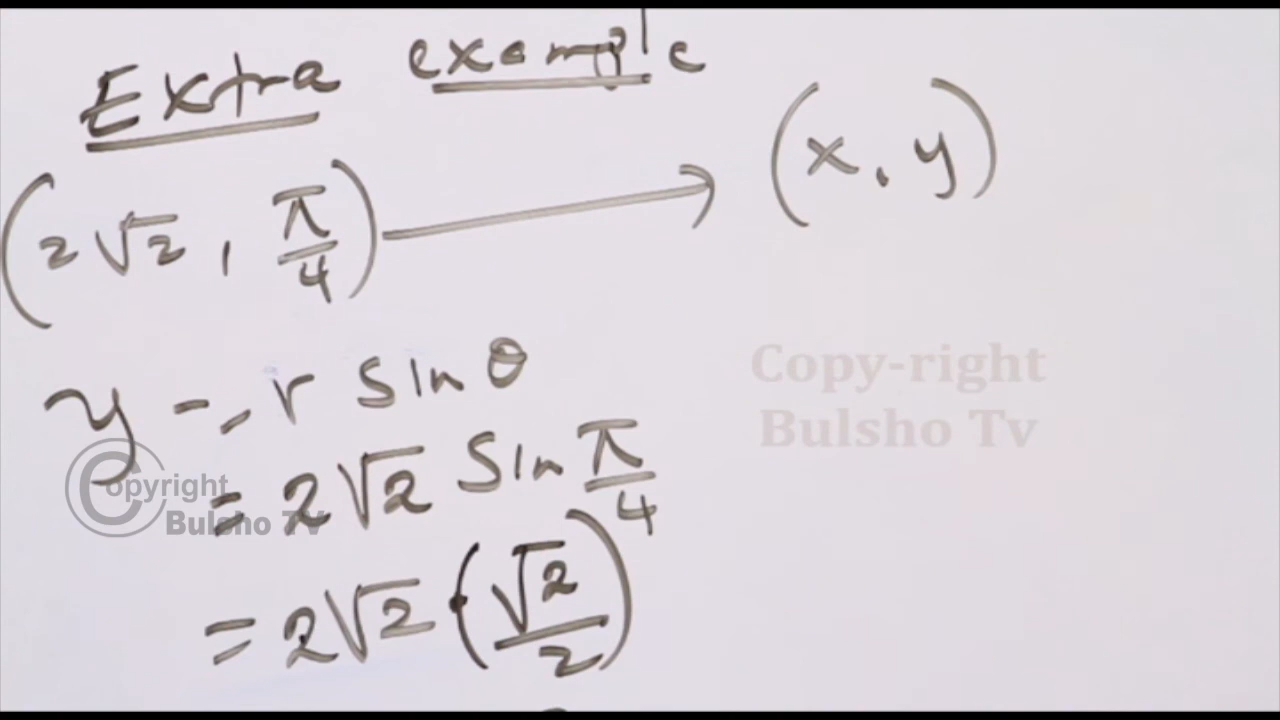 Extra example
(2√2, π/4) → (x, y)
y = r sin θ
= 2√2 sin π/4
= 2√2 · (√2/2)
Copy-right
Bulsho Tv
Copyright
Bulsho TV